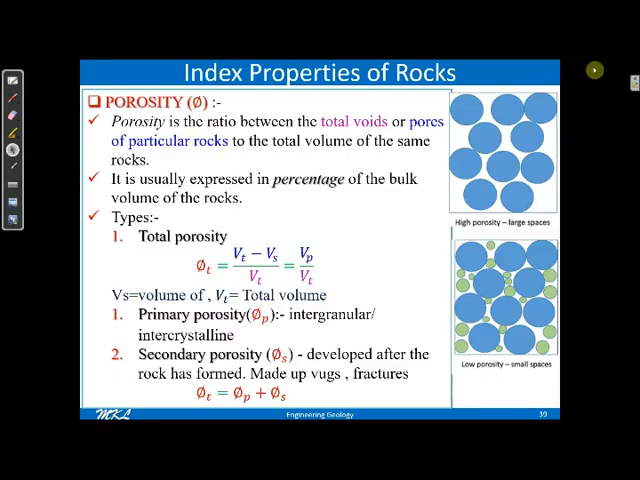 Index Properties of Rocks
❑ POROSITY (∅) :-
✓ Porosity is the ratio between the total voids or pores
of particular rocks to the total volume of the same
rocks.
✓ It is usually expressed in percentage of the bulk
volume of the rocks.
✓ Types:-
1. Total porosity
∅t = (Vt − Vs)/Vt = Vp/Vt
Vs=volume of , Vt= Total volume
1. Primary porosity(∅p):- intergranular/
intercrystalline
2. Secondary porosity (∅s) - developed after the
rock has formed. Made up vugs , fractures
∅t = ∅p + ∅s
High porosity – large spaces
Low porosity – small spaces
MKL
Engineering Geology
39